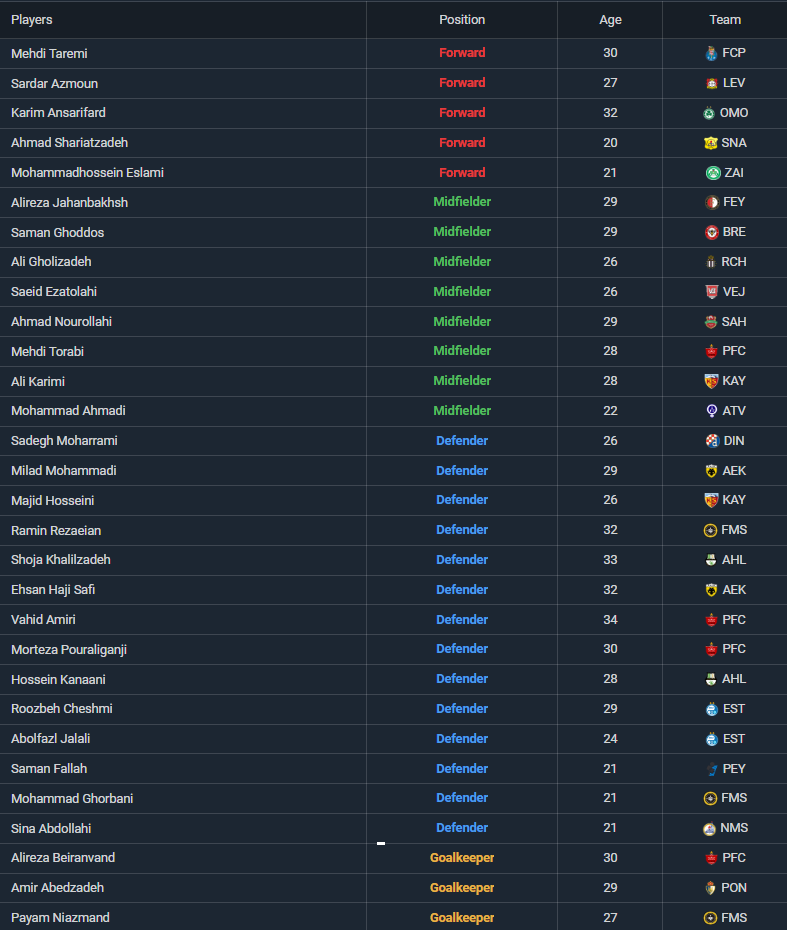 Players Position Age Team
Mehdi Taremi Forward 30 FCP
Sardar Azmoun Forward 27 LEV
Karim Ansarifard Forward 32 OMO
Ahmad Shariatzadeh Forward 20 SNA
Mohammadhossein Eslami Forward 21 ZAI
Alireza Jahanbakhsh Midfielder 29 FEY
Saman Ghoddos Midfielder 29 BRE
Ali Gholizadeh Midfielder 26 RCH
Saeid Ezatolahi Midfielder 26 VEJ
Ahmad Nourollahi Midfielder 29 SAH
Mehdi Torabi Midfielder 28 PFC
Ali Karimi Midfielder 28 KAY
Mohammad Ahmadi Midfielder 22 ATV
Sadegh Moharrami Defender 26 DIN
Milad Mohammadi Defender 29 AEK
Majid Hosseini Defender 26 KAY
Ramin Rezaeian Defender 32 FMS
Shoja Khalilzadeh Defender 33 AHL
Ehsan Haji Safi Defender 32 AEK
Vahid Amiri Defender 34 PFC
Morteza Pouraliganji Defender 30 PFC
Hossein Kanaani Defender 28 AHL
Roozbeh Cheshmi Defender 29 EST
Abolfazl Jalali Defender 24 EST
Saman Fallah Defender 21 PEY
Mohammad Ghorbani Defender 21 FMS
Sina Abdollahi Defender 21 NMS
Alireza Beiranvand Goalkeeper 30 PFC
Amir Abedzadeh Goalkeeper 29 PON
Payam Niazmand Goalkeeper 27 FMS